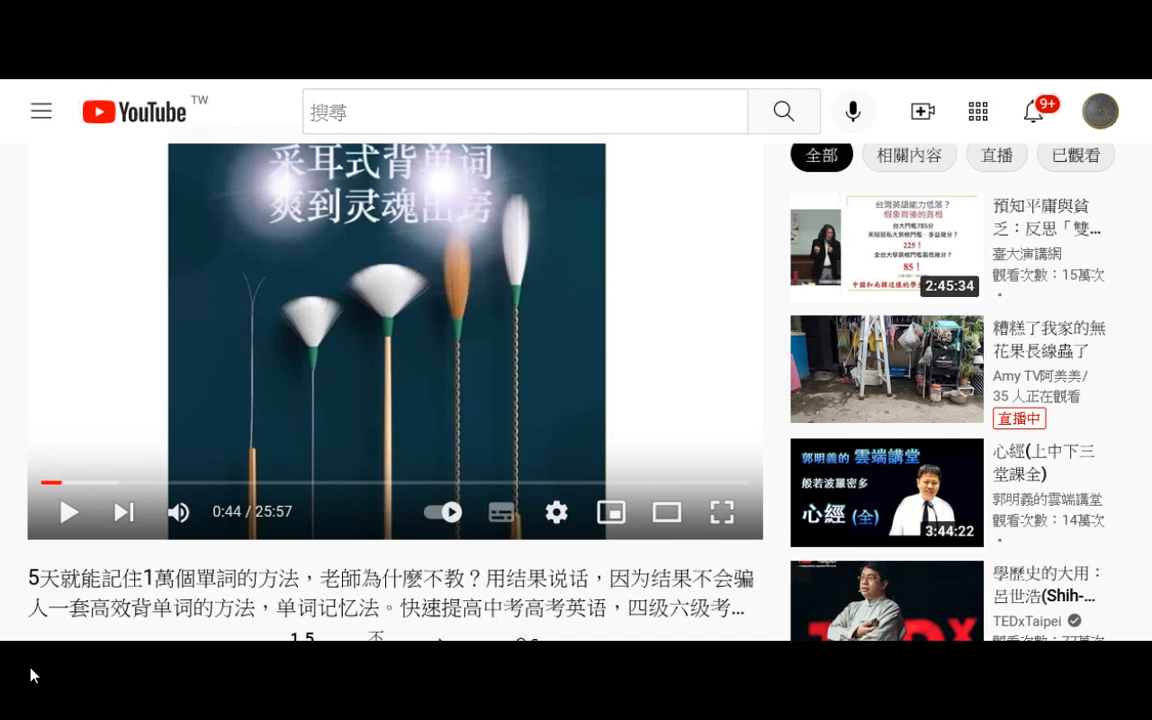 YouTube TW
搜尋
9+
采耳式背单词
爽到灵魂出窍
0:44 / 25:57
5天就能記住1萬個單詞的方法，老師為什麼不教？用结果说话，因为结果不会骗
人一套高效背单词的方法，单词记忆法。快速提高中考高考英语，四级六级考...
全部
相關內容
直播
已觀看
台灣英語能力低落？
假象背後的真相
225！
85！
2:45:34
預知平庸與貧
乏：反思「雙...
臺大演講網
觀看次數：15萬次
•
糟糕了我家的無
花果長線蟲了
Amy TV阿美美/
35 人正在觀看
直播中
郭明義的 雲端講堂
般若波羅密多
心經 (全)
3:44:22
心經(上中下三
堂課全)
郭明義的雲端講堂
觀看次數：14萬次
•
學歷史的大用：
呂世浩(Shih-...
TEDxTaipei